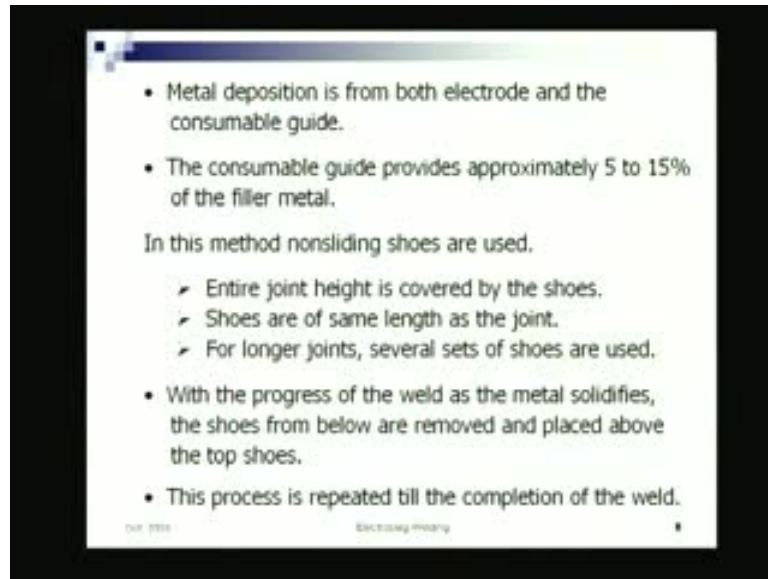 • Metal deposition is from both electrode and the
consumable guide.
• The consumable guide provides approximately 5 to 15%
of the filler metal.
In this method nonsliding shoes are used.
➤ Entire joint height is covered by the shoes.
➤ Shoes are of same length as the joint.
➤ For longer joints, several sets of shoes are used.
• With the progress of the weld as the metal solidifies,
the shoes from below are removed and placed above
the top shoes.
• This process is repeated till the completion of the weld.
Electroslag Welding